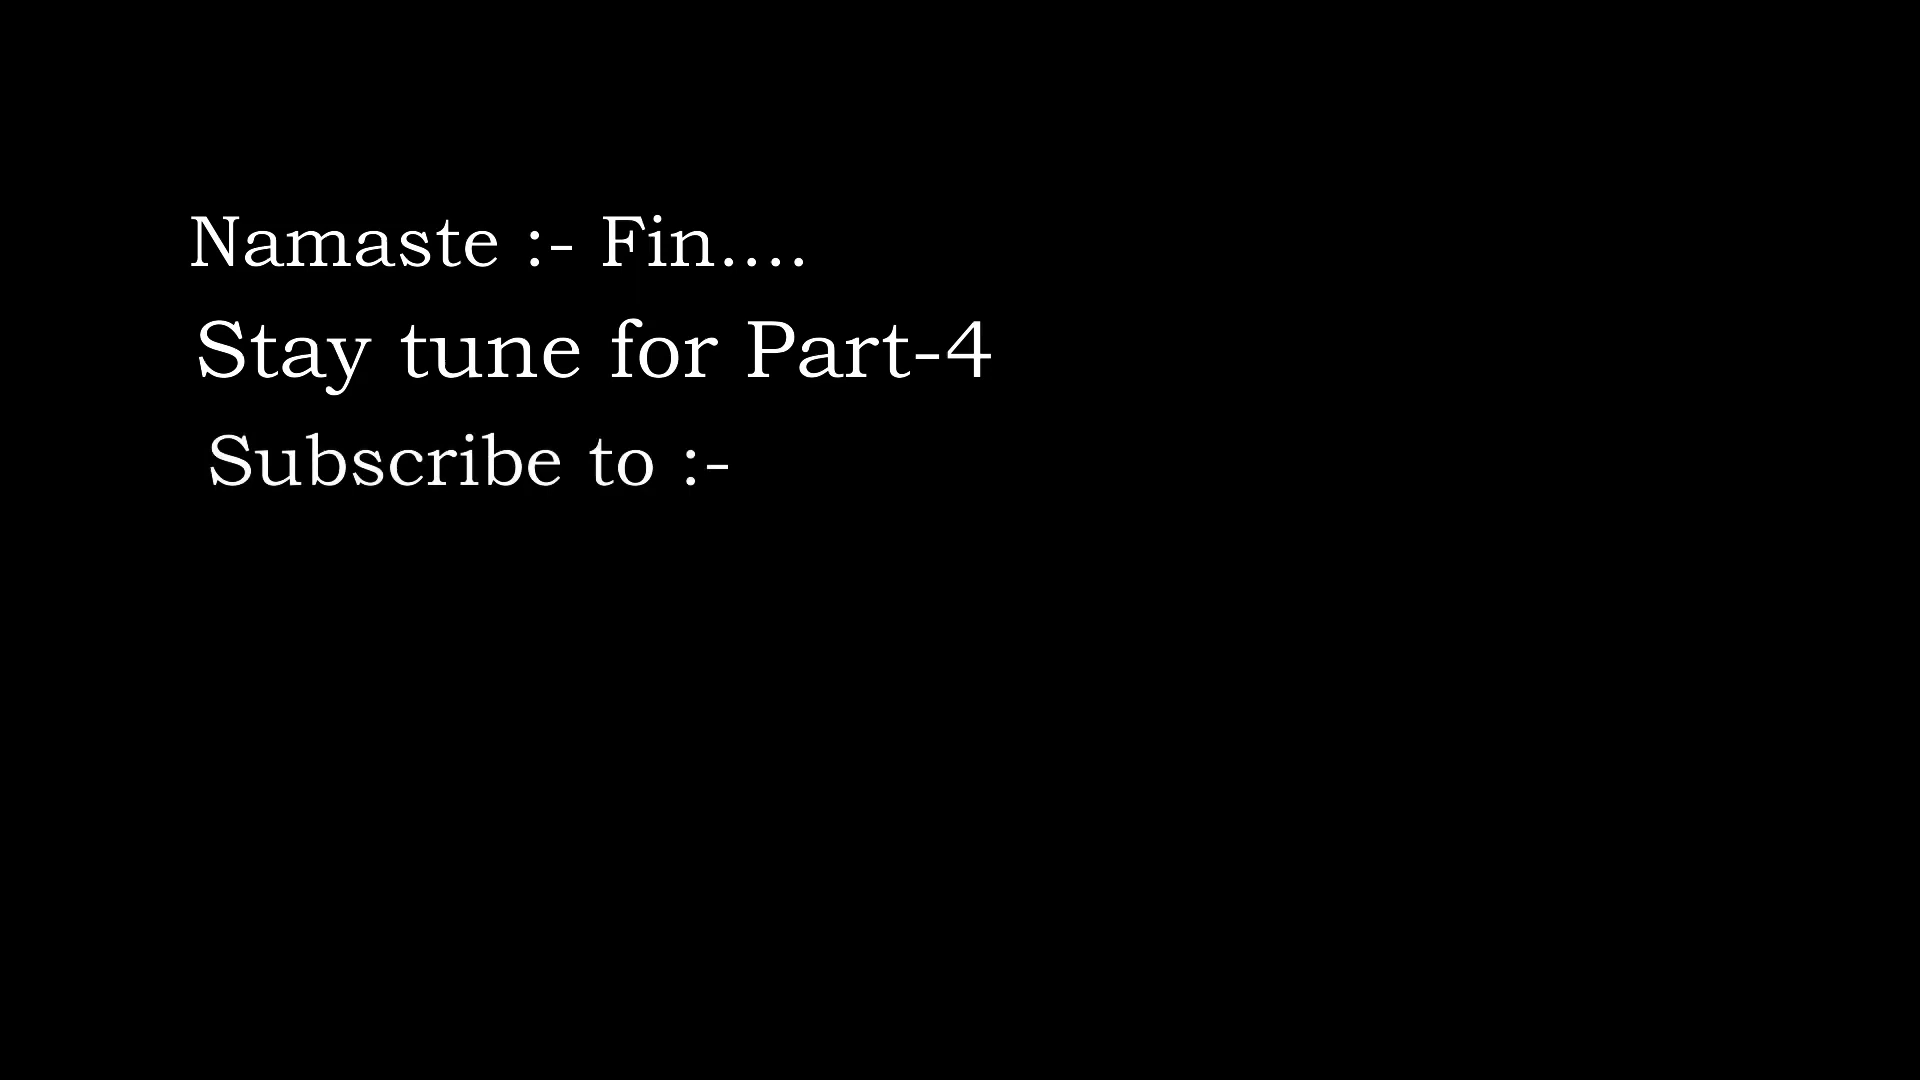 Namaste :- Fin....
Stay tune for Part-4
Subscribe to :-